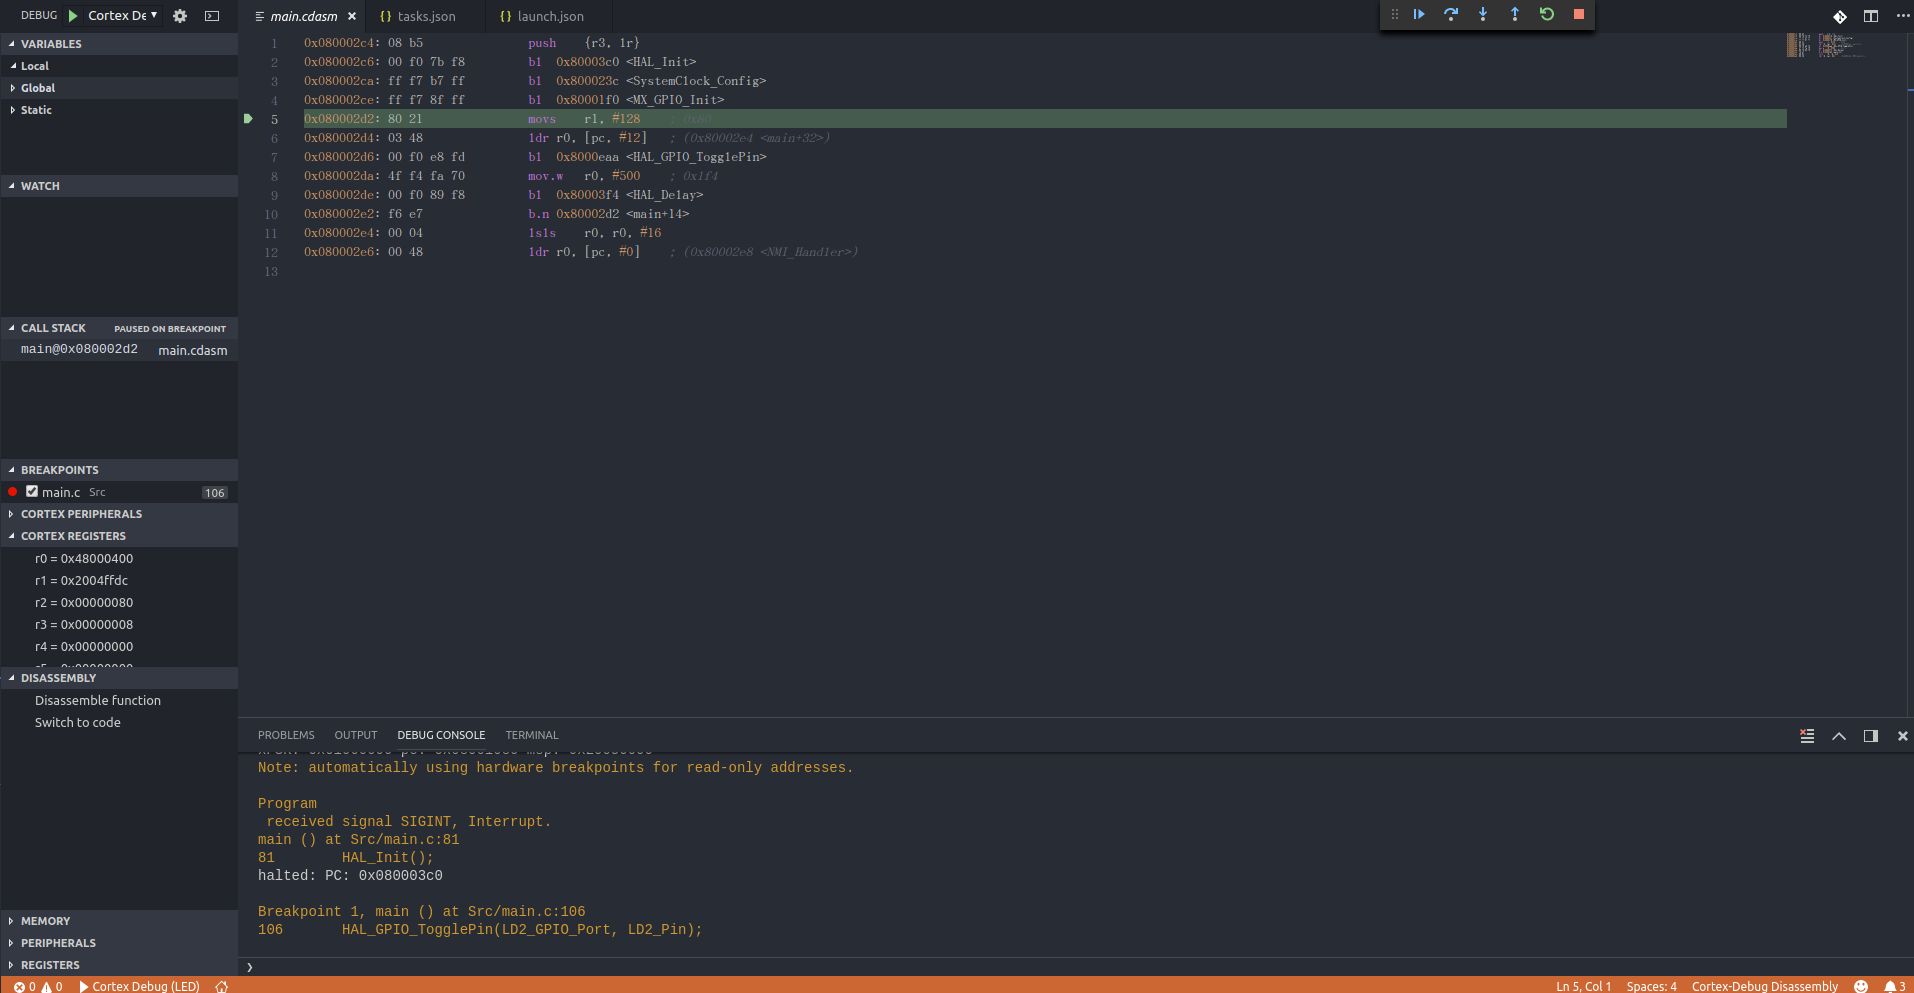 DEBUG Cortex De
main.cdasm
tasks.json
launch.json
VARIABLES
Local
Global
Static
WATCH
CALL STACK PAUSED ON BREAKPOINT
main@0x080002d2 main.cdasm
BREAKPOINTS
main.c Src 106
CORTEX PERIPHERALS
CORTEX REGISTERS
r0 = 0x48000400
r1 = 0x2004ffdc
r2 = 0x00000080
r3 = 0x00000008
r4 = 0x00000000
DISASSEMBLY
Disassemble function
Switch to code
MEMORY
PERIPHERALS
REGISTERS
1 0x080002c4: 08 b5 push {r3, lr}
2 0x080002c6: 00 f0 7b f8 bl 0x80003c0 <HAL_Init>
3 0x080002ca: ff f7 b7 ff bl 0x800023c <SystemClock_Config>
4 0x080002ce: ff f7 8f ff bl 0x80001f0 <MX_GPIO_Init>
5 0x080002d2: 80 21 movs r1, #128 ; 0x80
6 0x080002d4: 03 48 ldr r0, [pc, #12] ; (0x80002e4 <main+32>)
7 0x080002d6: 00 f0 e8 fd bl 0x8000eaa <HAL_GPIO_TogglePin>
8 0x080002da: 4f f4 fa 70 mov.w r0, #500 ; 0x1f4
9 0x080002de: 00 f0 89 f8 bl 0x80003f4 <HAL_Delay>
10 0x080002e2: f6 e7 b.n 0x80002d2 <main+14>
11 0x080002e4: 00 04 lsls r0, r0, #16
12 0x080002e6: 00 48 ldr r0, [pc, #0] ; (0x80002e8 <NMI_Handler>)
13
PROBLEMS OUTPUT DEBUG CONSOLE TERMINAL
Note: automatically using hardware breakpoints for read-only addresses.
Program
received signal SIGINT, Interrupt.
main () at Src/main.c:81
81 HAL_Init();
halted: PC: 0x080003c0
Breakpoint 1, main () at Src/main.c:106
106 HAL_GPIO_TogglePin(LD2_GPIO_Port, LD2_Pin);
0 0 Cortex Debug (LED)
Ln 5, Col 1 Spaces: 4 Cortex-Debug Disassembly 3